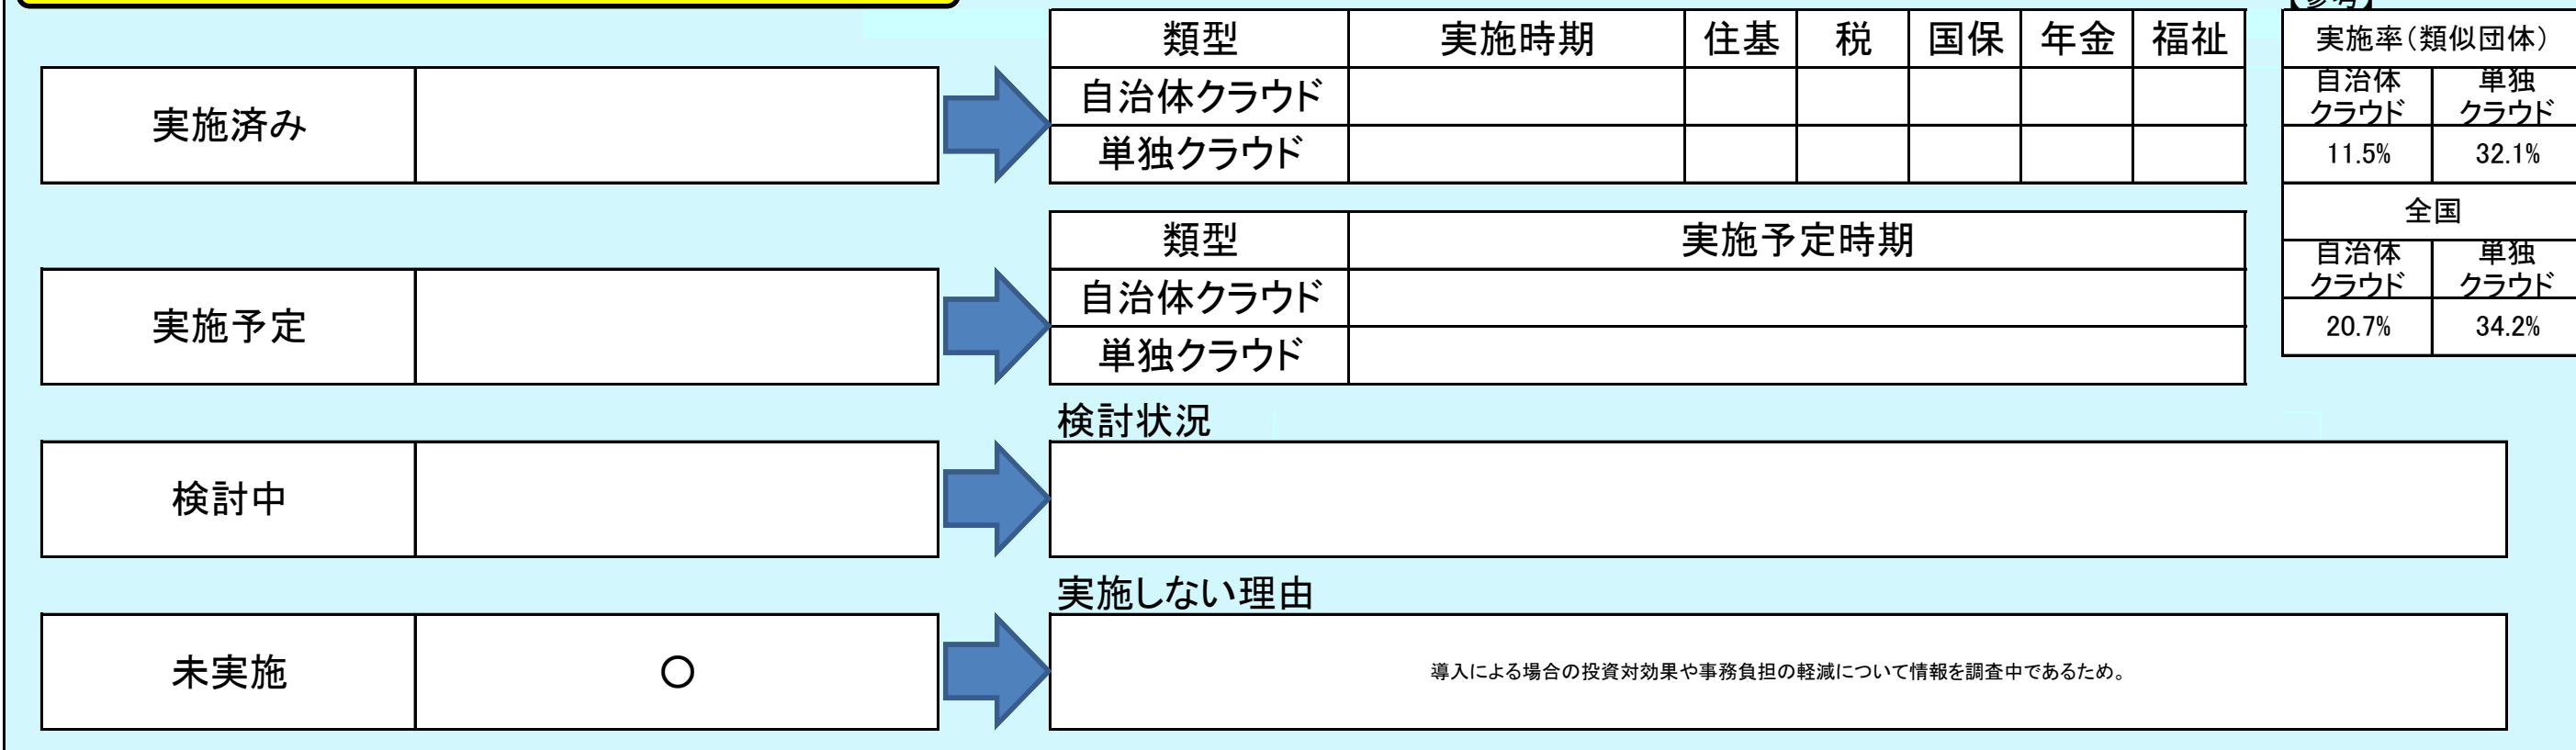 【参考】
類型 実施時期 住基 税 国保 年金 福祉
自治体クラウド
単独クラウド
実施済み
実施率（類似団体）
自治体 単独
クラウド クラウド
11.5% 32.1%
全国
自治体 単独
クラウド クラウド
20.7% 34.2%
類型 実施予定時期
自治体クラウド
単独クラウド
実施予定
検討状況
検討中
実施しない理由
未実施 ○
導入による場合の投資対効果や事務負担の軽減について情報を調査中であるため。